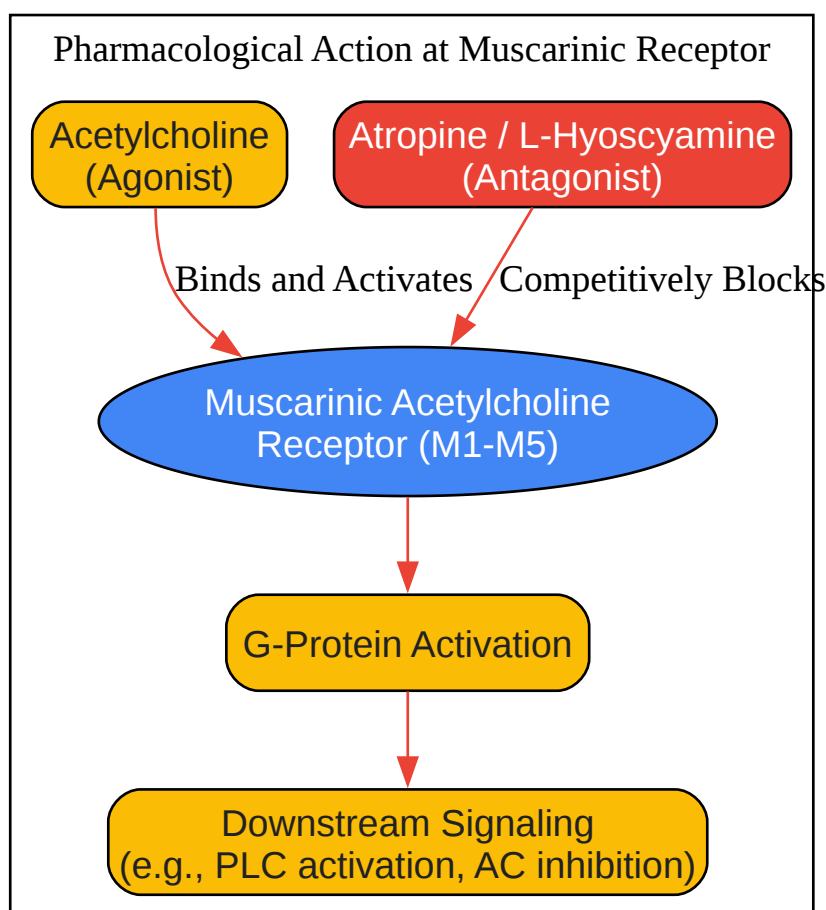 Pharmacological Action at Muscarinic Receptor
Acetylcholine
(Agonist)
Atropine / L-Hyoscyamine
(Antagonist)
Binds and Activates
Competitively Blocks
Muscarinic Acetylcholine
Receptor (M1-M5)
G-Protein Activation
Downstream Signaling
(e.g., PLC activation, AC inhibition)